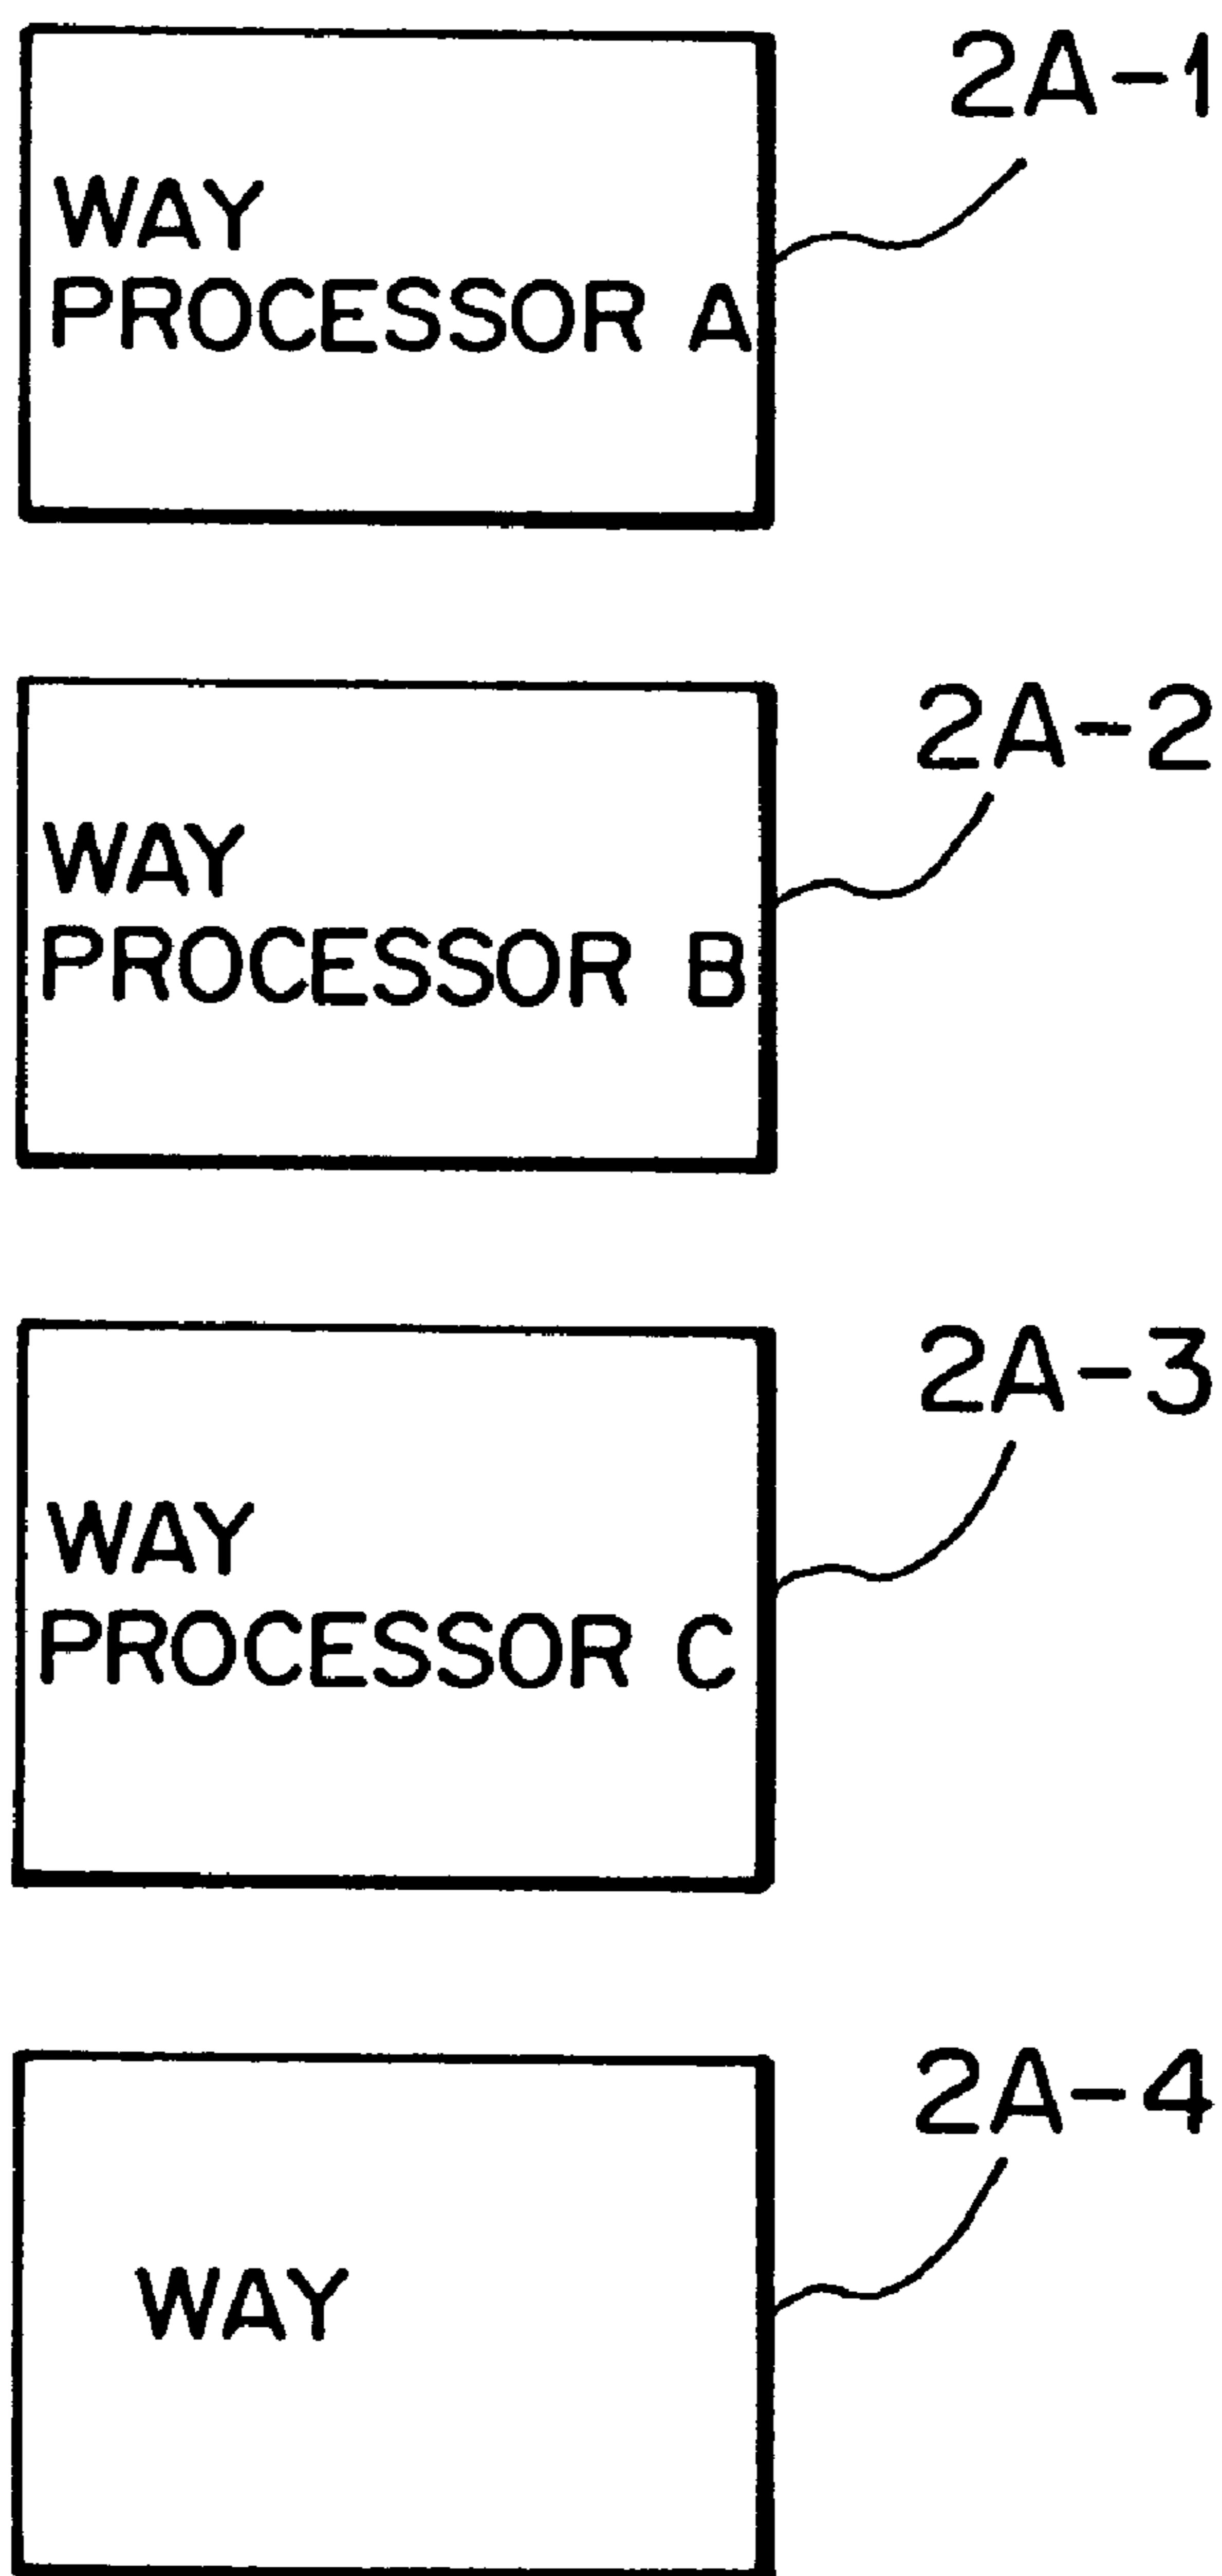 2A-1
WAY
PROCESSOR A
2A-2
WAY
PROCESSOR B
2A-3
WAY
PROCESSOR C
2A-4
WAY